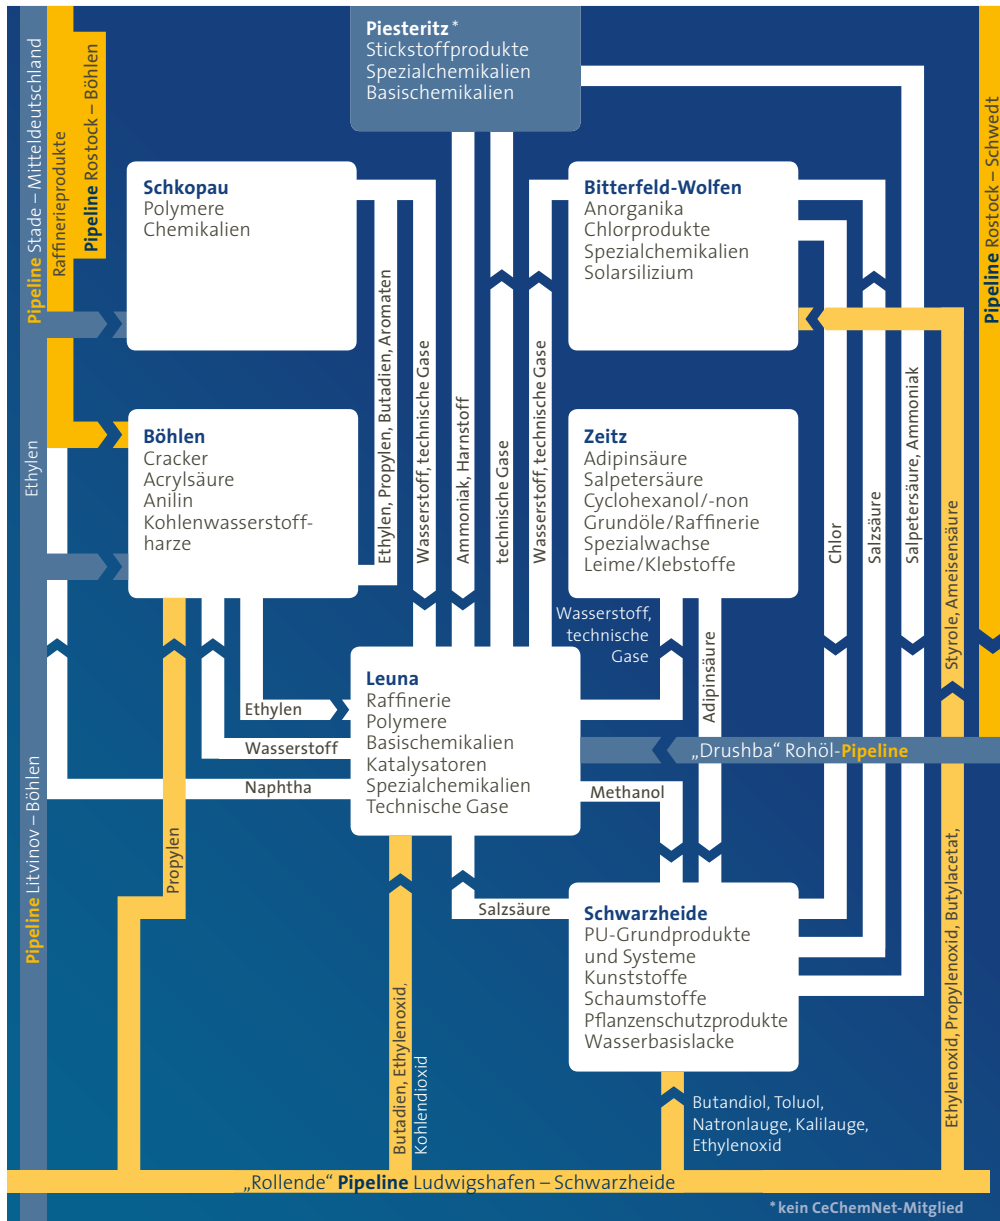 Piesteritz *
Stickstoffprodukte
Spezialchemikalien
Basischemikalien
Pipeline Stade – Mitteldeutschland
Raffinerieprodukte
Pipeline Rostock – Böhlen
Pipeline Rostock – Schwedt
Schkopau
Polymere
Chemikalien
Bitterfeld-Wolfen
Anorganika
Chlorprodukte
Spezialchemikalien
Solarsilizium
Ethylen, Propylen, Butadien, Aromaten
Wasserstoff, technische Gase
Ammoniak, Harnstoff
technische Gase
Wasserstoff, technische Gase
Böhlen
Cracker
Acrylsäure
Anilin
Kohlenwasserstoff-
harze
Zeitz
Adipinsäure
Salpetersäure
Cyclohexanol/-non
Grundöle/Raffinerie
Spezialwachse
Leime/Klebstoffe
Chlor
Salzsäure
Salpetersäure, Ammoniak
Ethylen
Wasserstoff,
technische
Gase
Adipinsäure
Leuna
Raffinerie
Polymere
Basischemikalien
Katalysatoren
Spezialchemikalien
Technische Gase
Ethylen
Wasserstoff
Naphtha
„Drushba“ Rohöl-Pipeline
Methanol
Propylen
Pipeline Litvinov – Böhlen
Salzsäure
Schwarzheide
PU-Grundprodukte
und Systeme
Kunststoffe
Schaumstoffe
Pflanzenschutzprodukte
Wasserbasislacke
Butadien, Ethylenoxid,
Kohlendioxid
Butandiol, Toluol,
Natronlauge, Kalilauge,
Ethylenoxid
Ethylenoxid, Propylenoxid, Butylacetat,
Styrole, Ameisensäure
„Rollende“ Pipeline Ludwigshafen – Schwarzheide
* kein CeChemNet-Mitglied